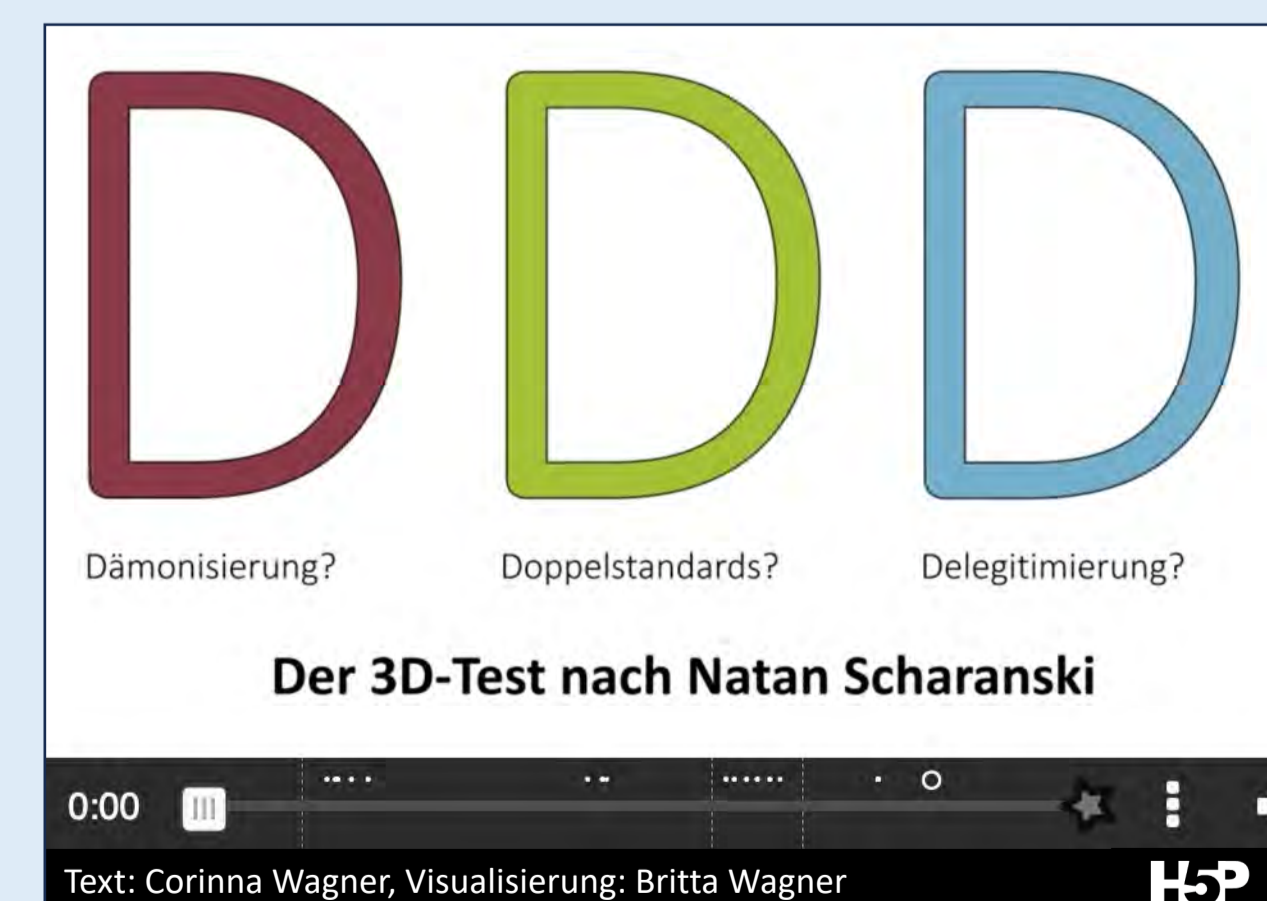 D D D
Dämonisierung? Doppelstandards? Delegitimierung?
Der 3D-Test nach Natan Scharanski
0:00
Text: Corinna Wagner, Visualisierung: Britta Wagner
H5P